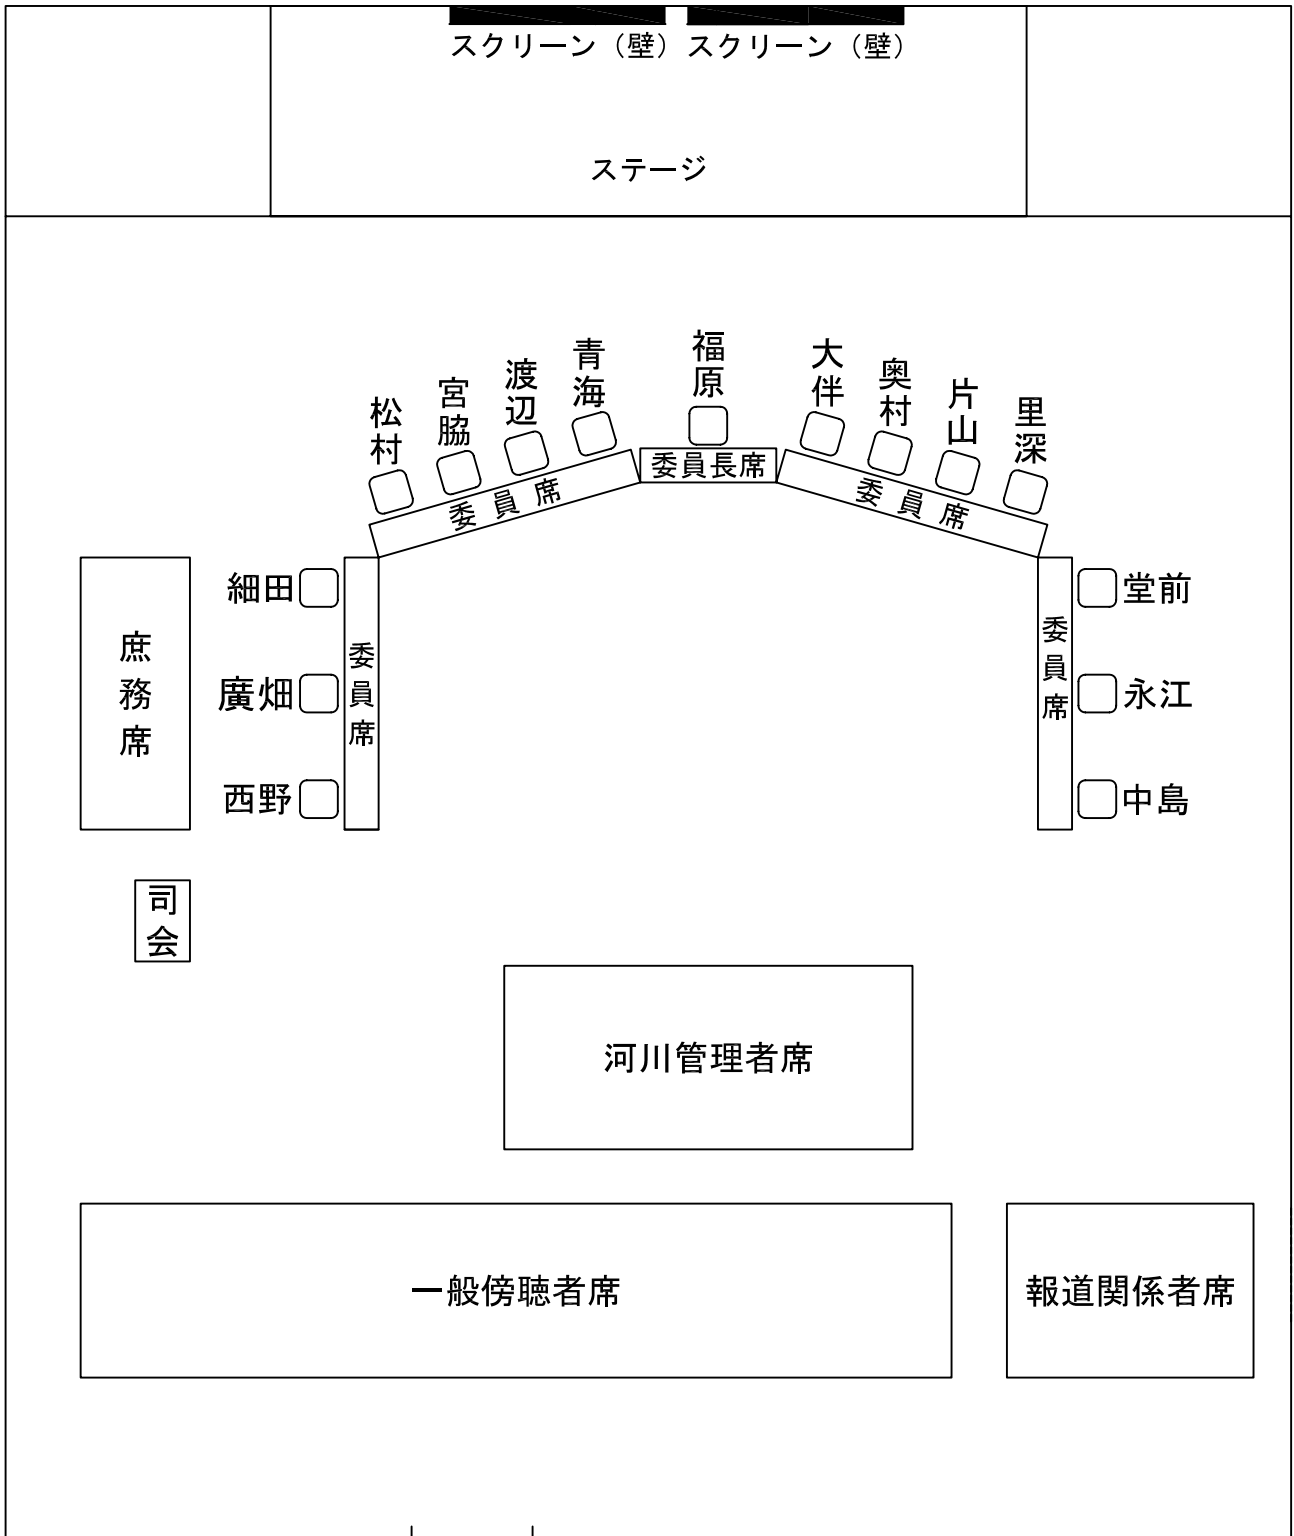 スクリーン（壁）
スクリーン（壁）
ステージ
福原
青海
大伴
渡辺
奥村
宮脇
片山
松村
里深
委員長席
委員席
委員席
細田
堂前
廣畑
永江
西野
中島
委員席
委員席
庶務席
司会
河川管理者席
一般傍聴者席
報道関係者席